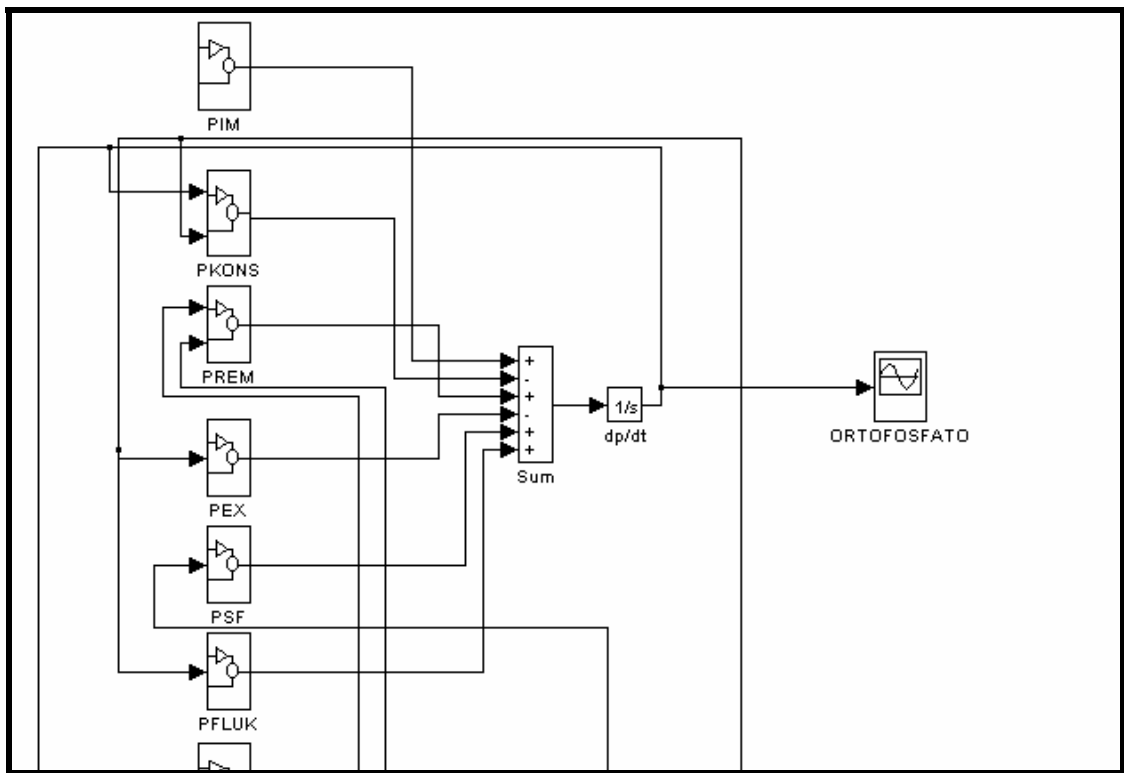 PIM
PKONS
PREM
PEX
PSF
PFLUK
+
-
+
-
+
+
Sum
1/s
dp/dt
ORTOFOSFATO